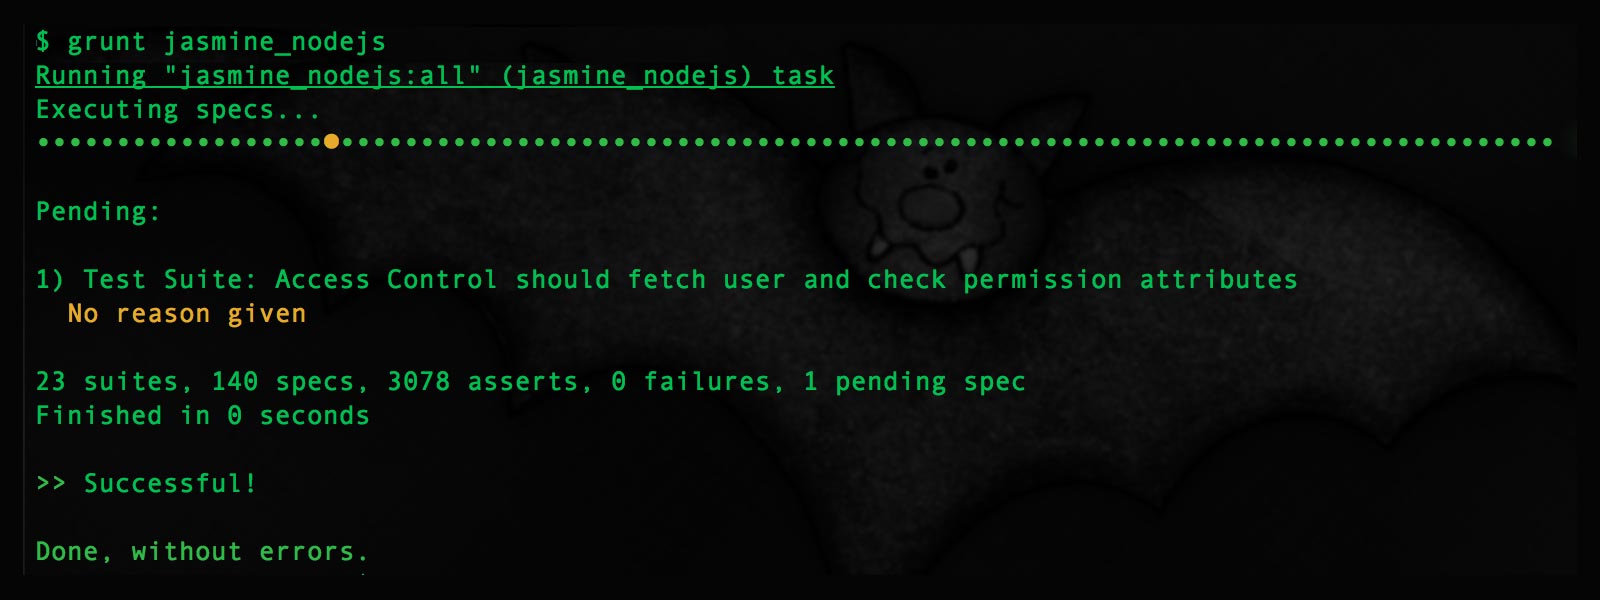 $ grunt jasmine_nodejs
Running "jasmine_nodejs:all" (jasmine_nodejs) task
Executing specs...
Pending:
1) Test Suite: Access Control should fetch user and check permission attributes
No reason given
23 suites, 140 specs, 3078 asserts, 0 failures, 1 pending spec
Finished in 0 seconds
>> Successful!
Done, without errors.